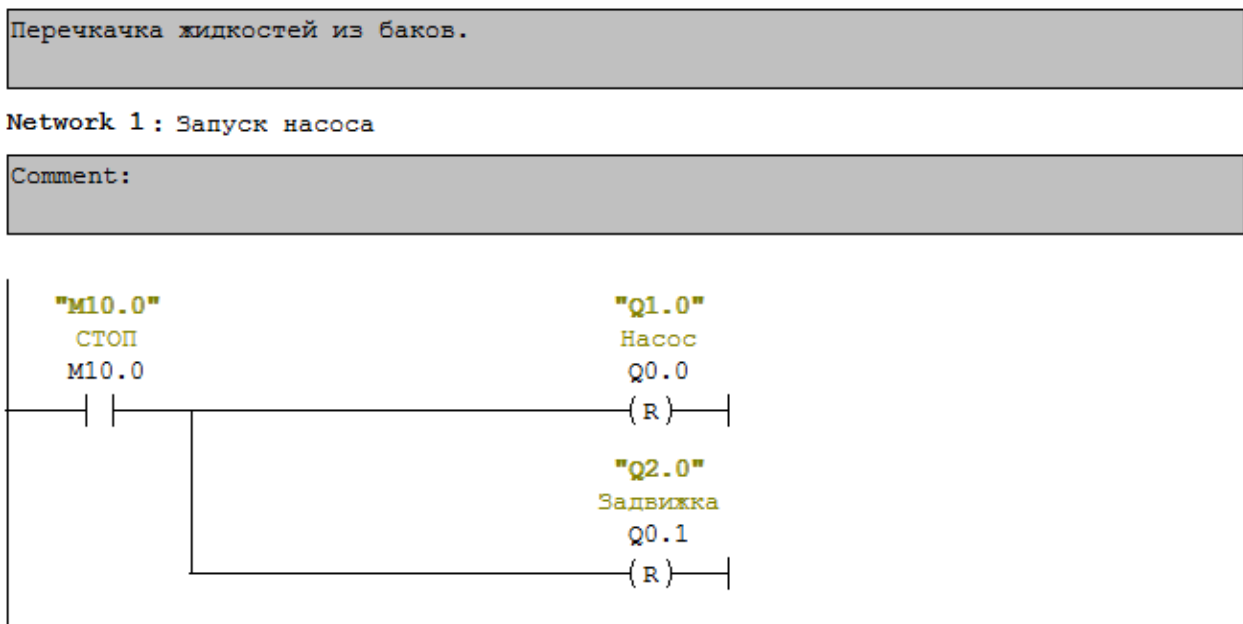 Перечкачка жидкостей из баков.
Network 1: Запуск насоса
Comment:
"M10.0"
СТОП
M10.0
"Q1.0"
Насос
Q0.0
(R)
"Q2.0"
Задвижка
Q0.1
(R)